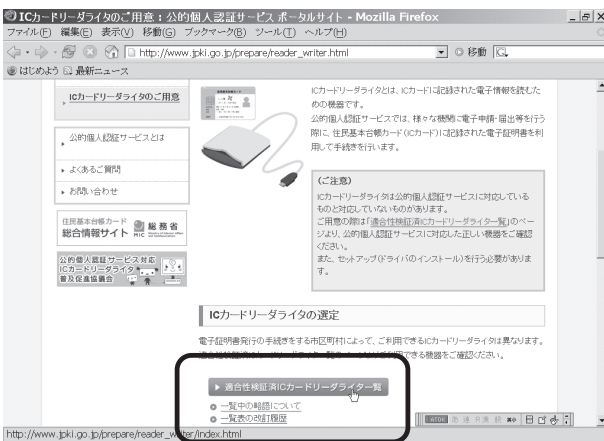 ICカードリーダライタのご用意：公的個人認証サービス ポータルサイト - Mozilla Firefox
ファイル(F) 編集(E) 表示(V) 移動(G) ブックマーク(B) ツール(T) ヘルプ(H)
http://www.jpki.go.jp/prepare/reader_writer.html
移動
はじめよう 最新ニュース
ICカードリーダライタのご用意
公的個人認証サービスとは
よくあるご質問
お問い合わせ
住民基本台帳カード
総合情報サイト MIC 総務省
公的個人認証サービス対応
ICカードリーダライタ
普及促進協議会
ICカードリーダライタとは、ICカードに記録された電子情報を読むた
めの機器です。
公的個人認証サービスでは、様々な機関に電子申請・届出等を行う
際に、住民基本台帳カード(ICカード)に記録された電子証明書を利
用して手続きを行います。
(ご注意)
ICカードリーダライタは公的個人認証サービスに対応している
ものと対応していないものがあります。
ご用意の際は「適合性検証済ICカードリーダライター覧」のペー
ジより、公的個人認証サービスに対応した正しい機器をご確認
ください。
また、セットアップ(ドライバのインストール)を行う必要がありま
す。
ICカードリーダライタの選定
電子証明書発行の手続きをする市区町村によって、ご利用できるICカードリーダライタは異なります。
できる機器をご確認ください。
適合性検証済ICカードリーダライター覧
一覧中の略語について
一覧表の改訂履歴
http://www.jpki.go.jp/prepare/reader_writer/index.html